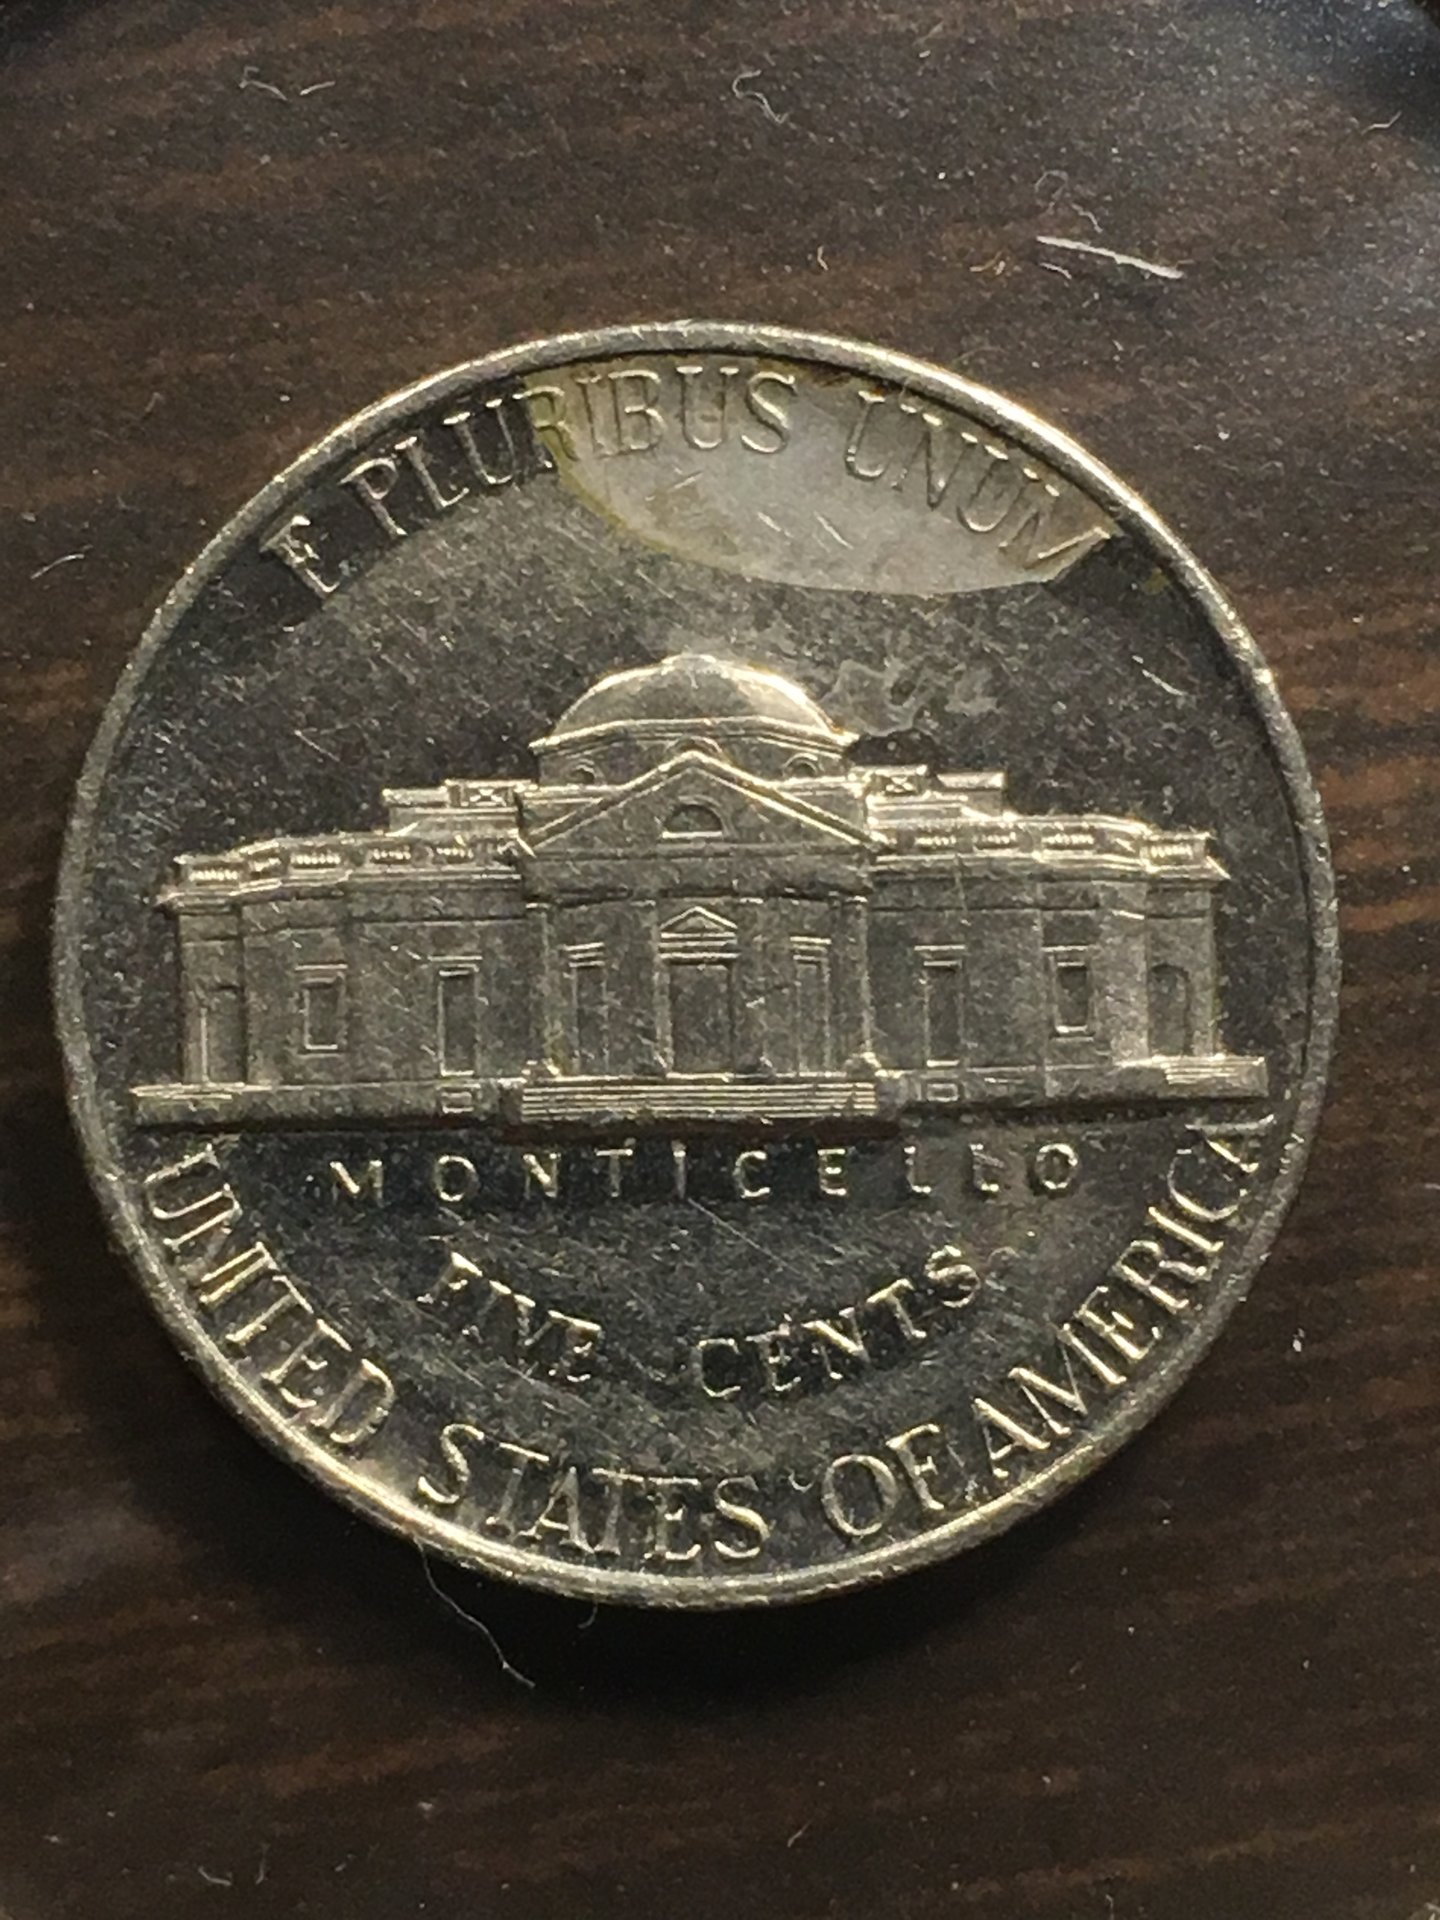 E PLURIBUS UNUM
MONTICELLO
FIVE CENTS
UNITED STATES OF AMERICA